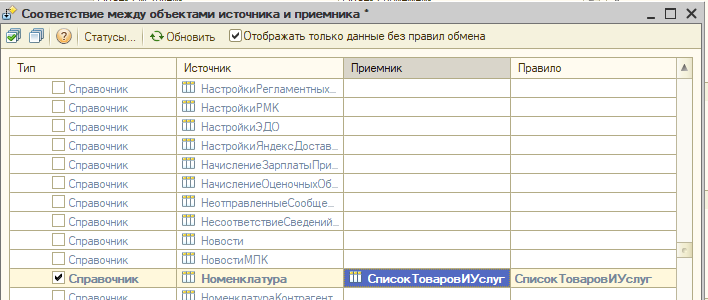 Соответствие между объектами источника и приемника *
Статусы... Обновить Отображать только данные без правил обмена
Тип Источник Приемник Правило
Справочник НастройкиРегламентных...
Справочник НастройкиРМК
Справочник НастройкиЭДО
Справочник НастройкиЯндексДостав...
Справочник НачислениеЗарплатыПри...
Справочник НачислениеОценочныхОб...
Справочник НеотправленныеСообще...
Справочник НесоответствиеСведений...
Справочник Новости
Справочник НовостиМЛК
Справочник Номенклатура СписокТоваровИУслуг СписокТоваровИУслуг
Справочник НоменклатураКонтрагент